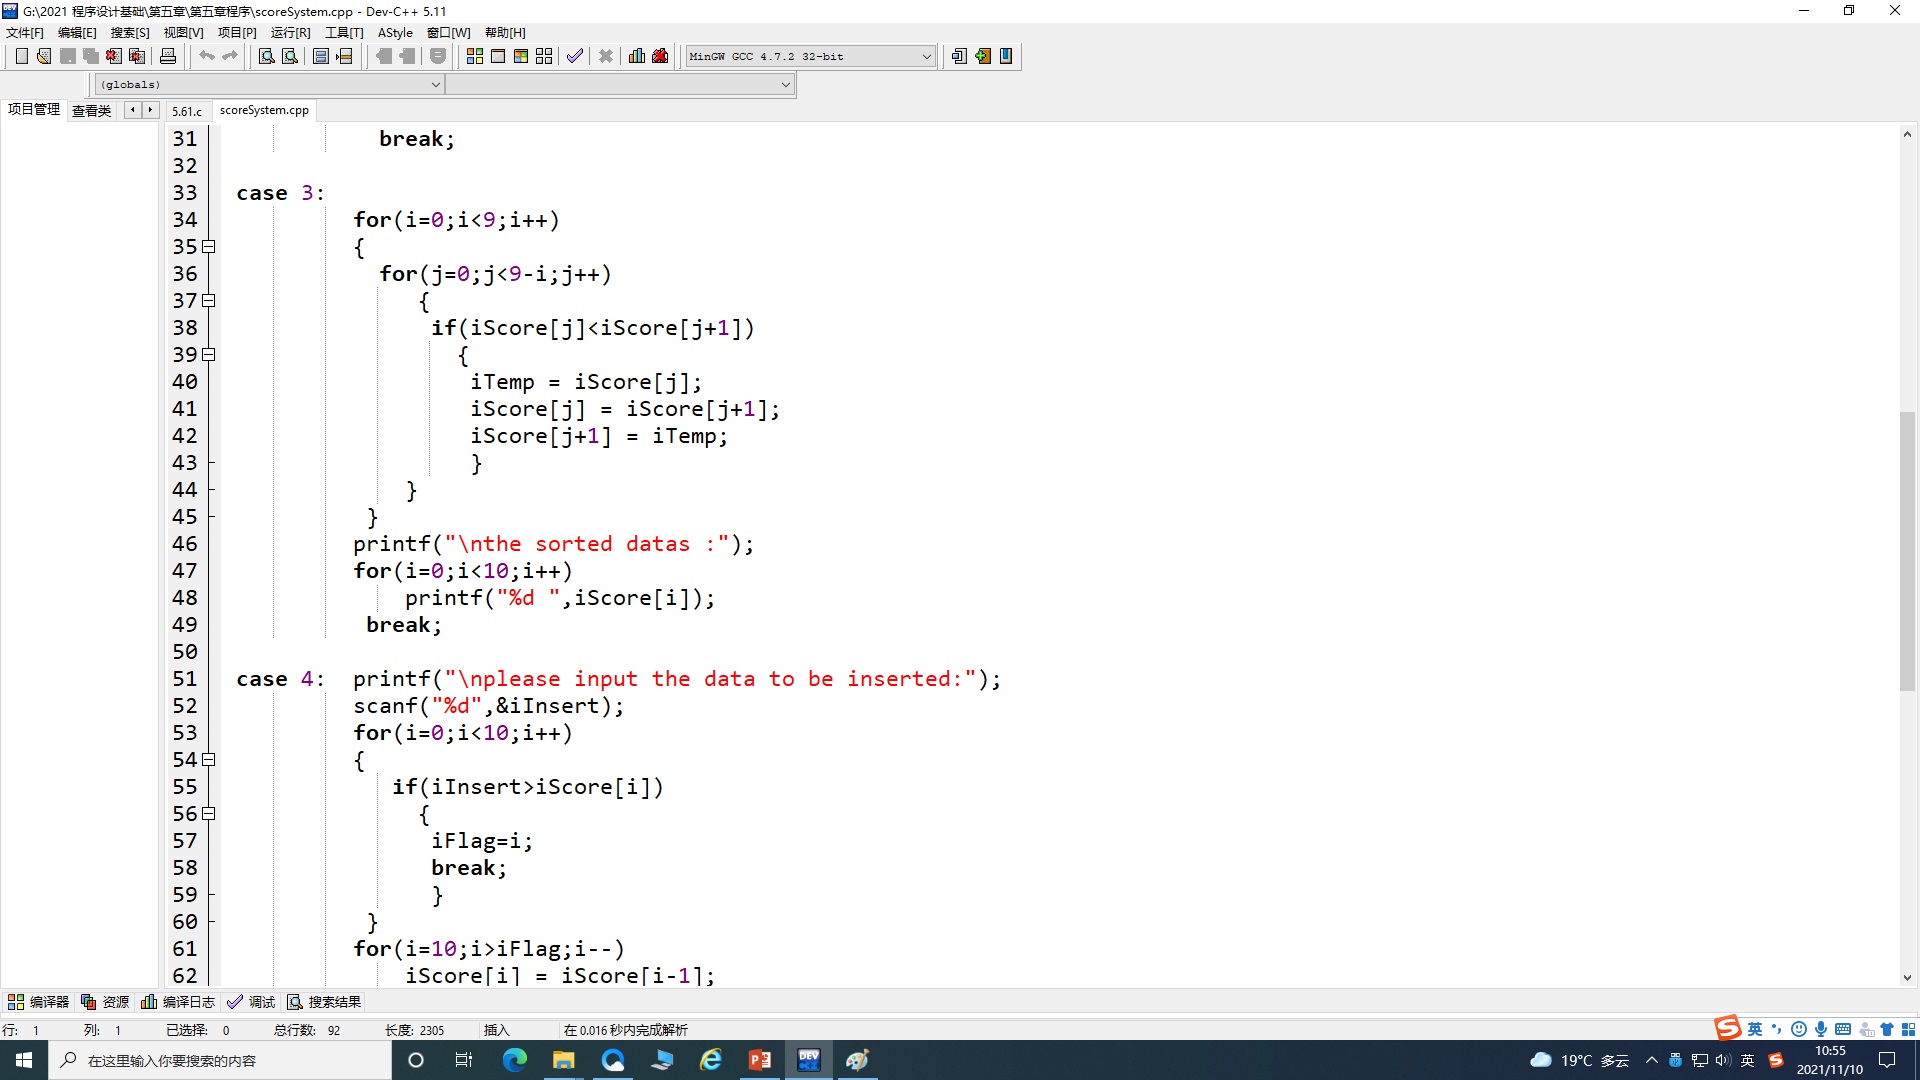 G:\2021 程序设计基础\第五章\第五章程序\scoreSystem.cpp - Dev-C++ 5.11
文件[F] 编辑[E] 搜索[S] 视图[V] 项目[P] 运行[R] 工具[T] AStyle 窗口[W] 帮助[H]
MinGW GCC 4.7.2 32-bit
(globals)
项目管理 查看类 5.61.c scoreSystem.cpp
31 break;
32
33 case 3:
34 for(i=0;i<9;i++)
35 {
36 for(j=0;j<9-i;j++)
37 {
38 if(iScore[j]<iScore[j+1])
39 {
40 iTemp = iScore[j];
41 iScore[j] = iScore[j+1];
42 iScore[j+1] = iTemp;
43 }
44 }
45 }
46 printf("\nthe sorted datas :");
47 for(i=0;i<10;i++)
48 printf("%d ",iScore[i]);
49 break;
50
51 case 4: printf("\nplease input the data to be inserted:");
52 scanf("%d",&iInsert);
53 for(i=0;i<10;i++)
54 {
55 if(iInsert>iScore[i])
56 {
57 iFlag=i;
58 break;
59 }
60 }
61 for(i=10;i>iFlag;i--)
62 iScore[i] = iScore[i-1];
编译器 资源 编译日志 调试 搜索结果
行: 1 列: 1 已选择: 0 总行数: 92 长度: 2305 插入 在 0.016 秒内完成解析
英
在这里输入你要搜索的内容
DEV
19°C 多云
英
10:55
2021/11/10